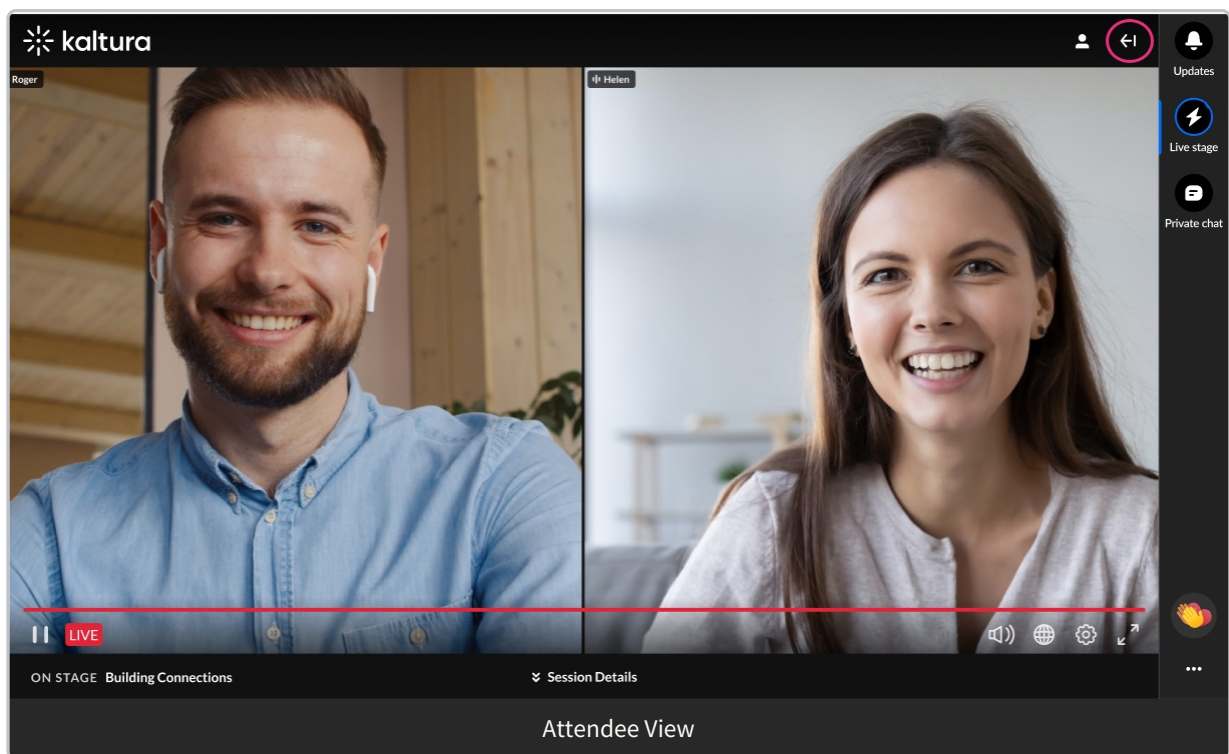 kaltura
Updates
Roger
Helen
Live stage
Private chat
LIVE
ON STAGE Building Connections
Session Details
Attendee View